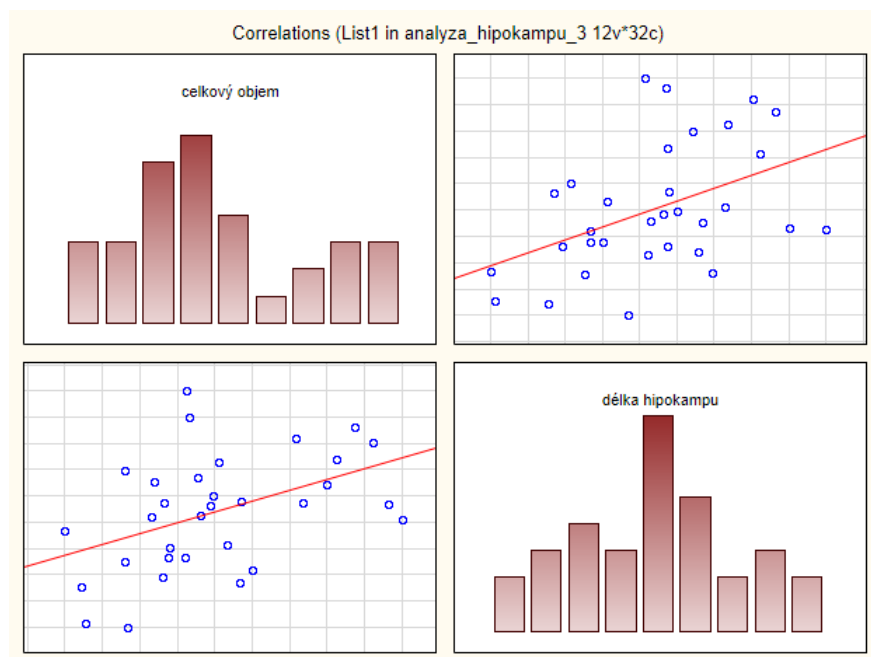 Correlations (List1 in analyza_hipokampu_3 12v*32c)
celkový objem
délka hipokampu